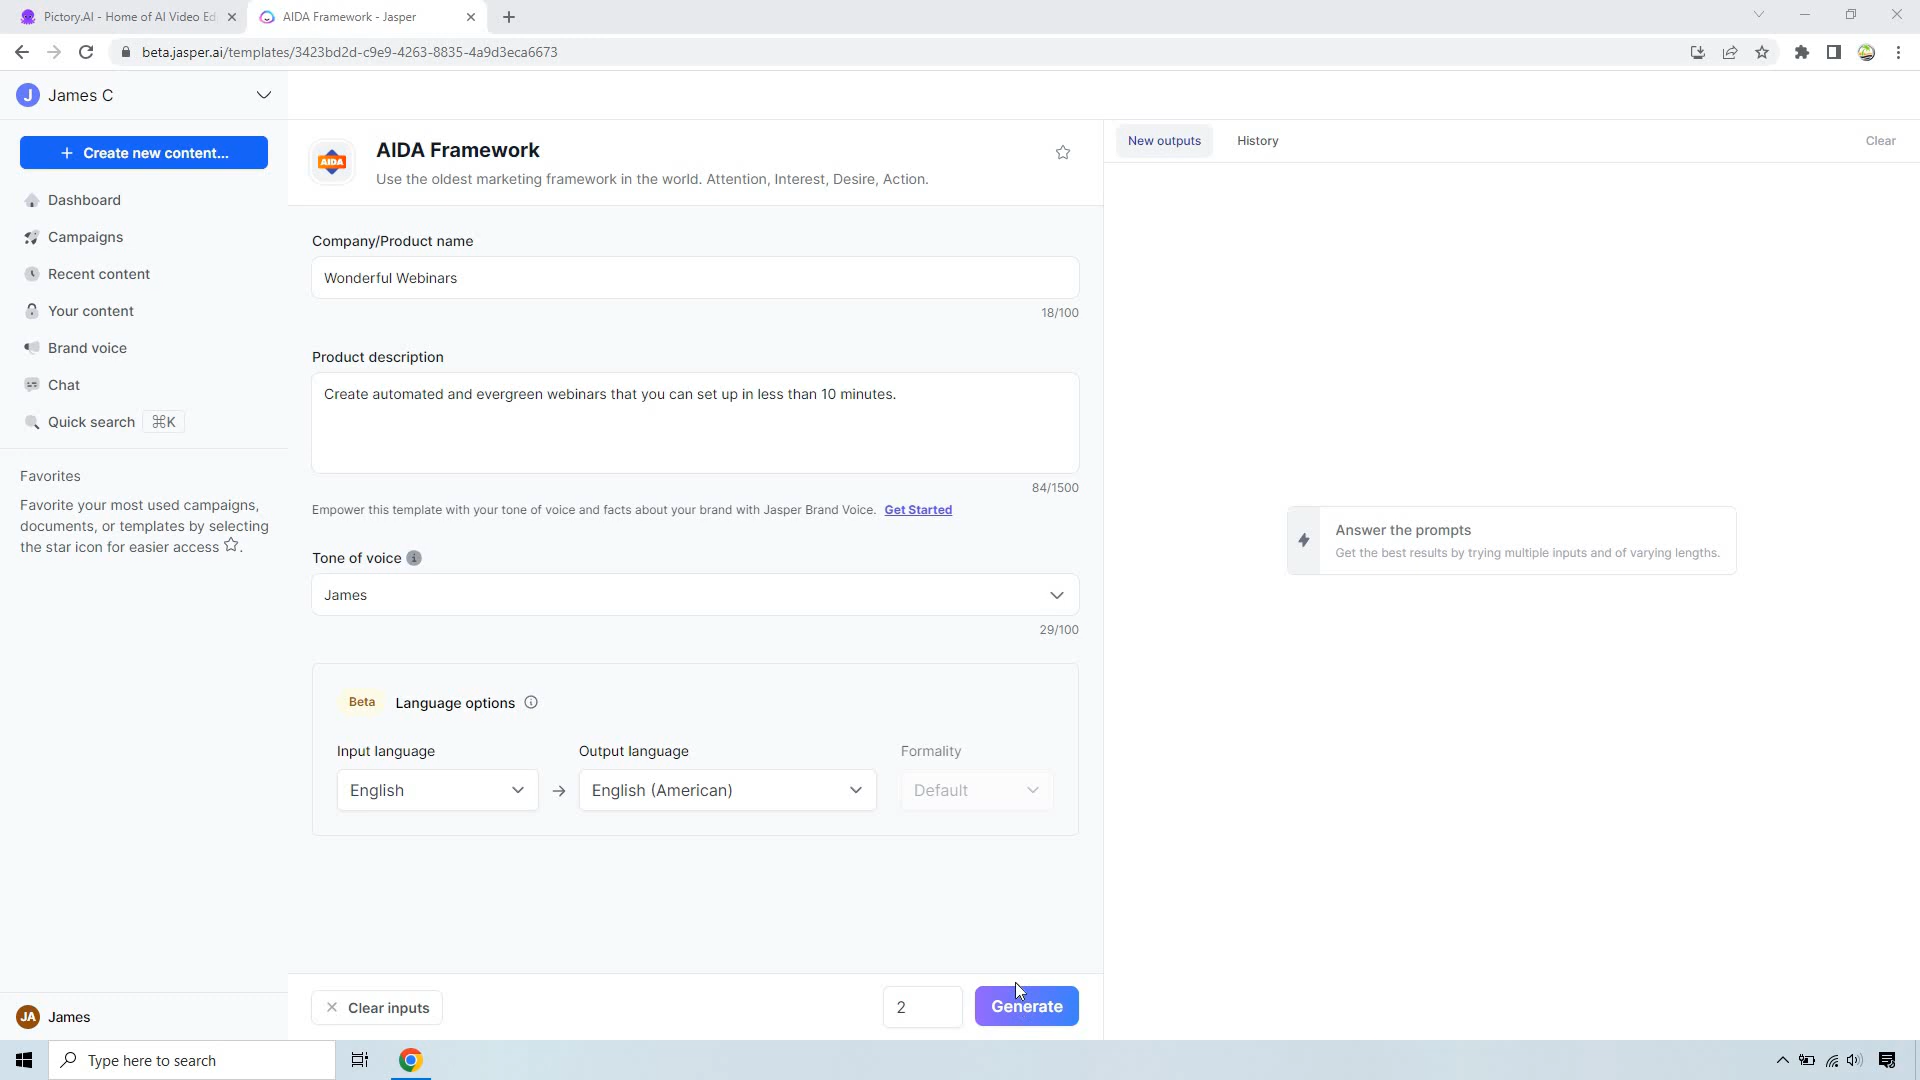 Pictory.AI - Home of AI Video Ed
AIDA Framework - Jasper
beta.jasper.ai/templates/3423bd2d-c9e9-4263-8835-4a9d3eca6673
J James C
+ Create new content...
Dashboard
Campaigns
Recent content
Your content
Brand voice
Chat
Quick search ⌘K
Favorites
Favorite your most used campaigns,
documents, or templates by selecting
the star icon for easier access ☆.
JA James
AIDA
AIDA Framework
Use the oldest marketing framework in the world. Attention, Interest, Desire, Action.
Company/Product name
Wonderful Webinars
18/100
Product description
Create automated and evergreen webinars that you can set up in less than 10 minutes.
84/1500
Empower this template with your tone of voice and facts about your brand with Jasper Brand Voice. Get Started
Tone of voice
James
29/100
Beta Language options
Input language Output language Formality
English → English (American) Default
Clear inputs 2 Generate
New outputs History Clear
Answer the prompts
Get the best results by trying multiple inputs and of varying lengths.
Type here to search